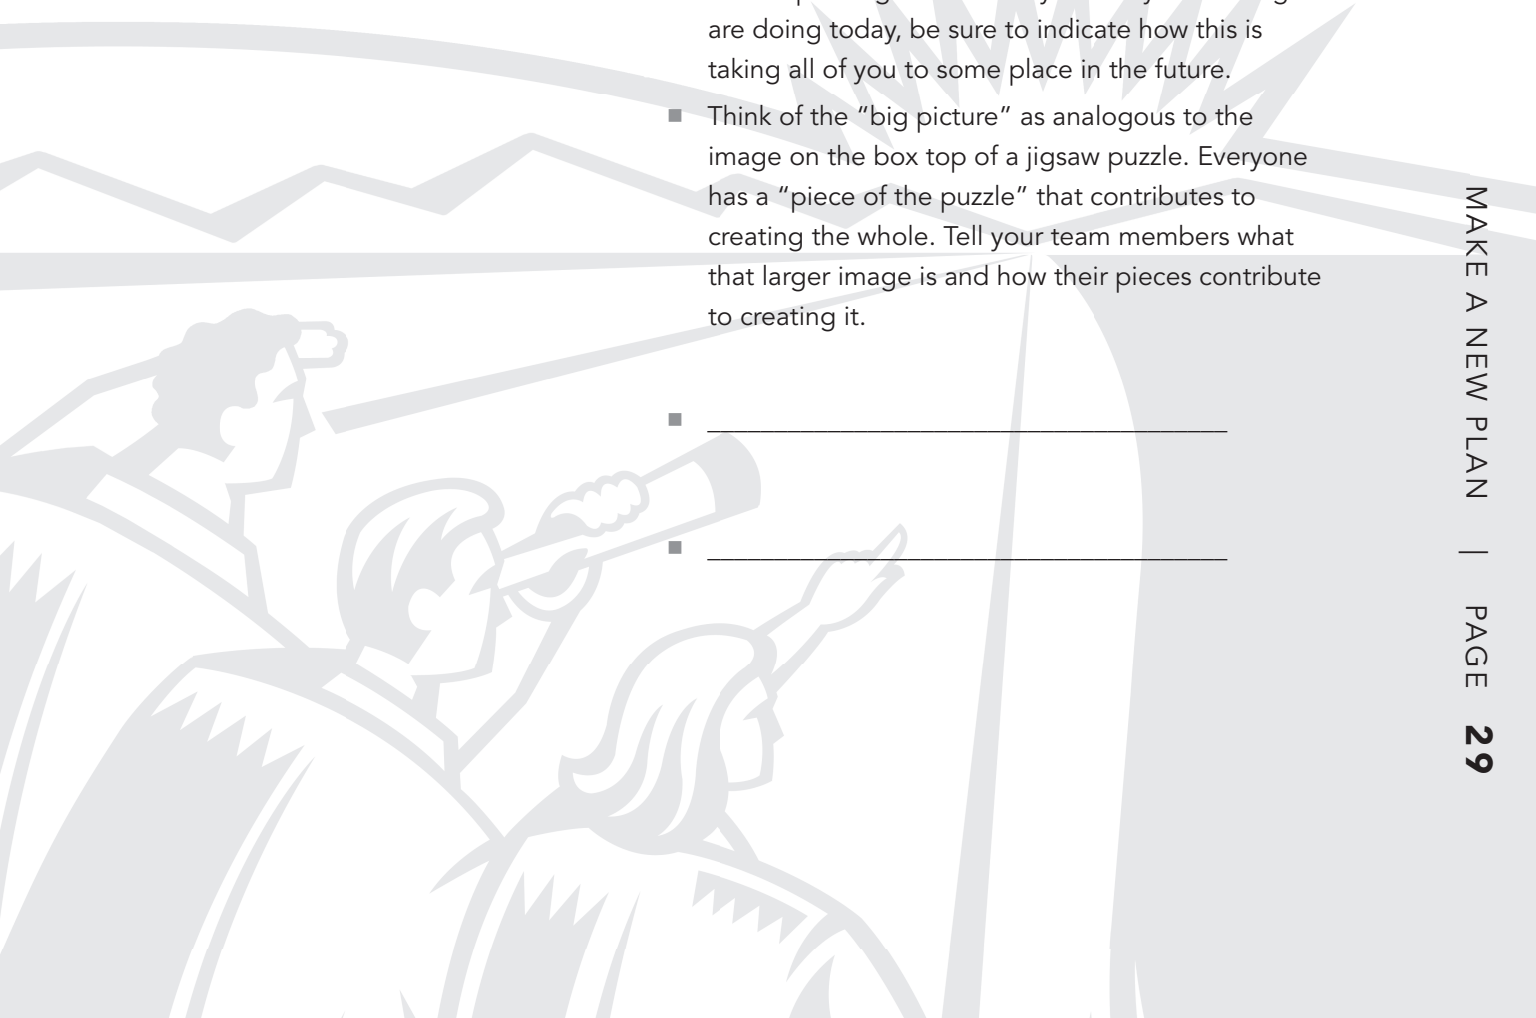 are doing today, be sure to indicate how this is
taking all of you to some place in the future.
■ Think of the “big picture” as analogous to the
image on the box top of a jigsaw puzzle. Everyone
has a “piece of the puzzle” that contributes to
creating the whole. Tell your team members what
that larger image is and how their pieces contribute
to creating it.
■ ________________________________________
■ ________________________________________
MAKE A NEW PLAN | PAGE 29